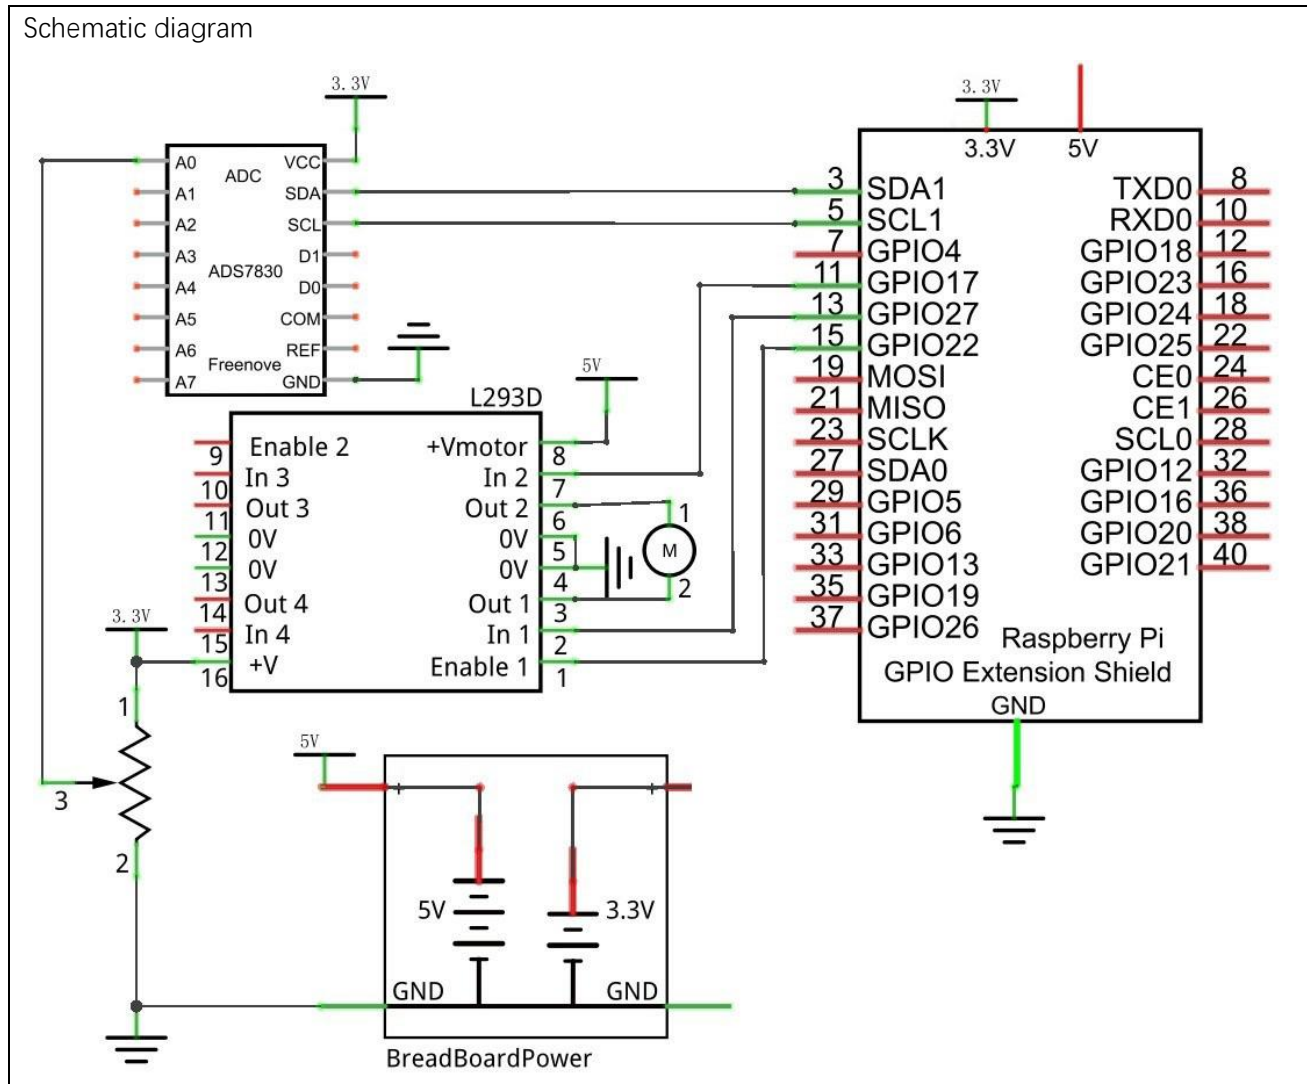 Schematic diagram
3.3V
A0
A1
A2
A3
A4
A5
A6
A7
ADC
ADS7830
Freenove
VCC
SDA
SCL
D1
D0
COM
REF
GND
L293D
5V
Enable 2
In 3
Out 3
0V
0V
Out 4
In 4
+V
9
10
11
12
13
14
15
16
+Vmotor
In 2
Out 2
0V
0V
Out 1
In 1
Enable 1
8
7
6
5
4
3
2
1
1
M
2
3.3V
1
3
2
3.3V
3.3V 5V
3 SDA1
5 SCL1
7 GPIO4
11 GPIO17
13 GPIO27
15 GPIO22
19 MOSI
21 MISO
23 SCLK
27 SDA0
29 GPIO5
31 GPIO6
33 GPIO13
35 GPIO19
37 GPIO26
TXD0 8
RXD0 10
GPIO18 12
GPIO23 16
GPIO24 18
GPIO25 22
CE0 24
CE1 26
SCL0 28
GPIO12 32
GPIO16 36
GPIO20 38
GPIO21 40
Raspberry Pi
GPIO Extension Shield
GND
5V
+ +
5V 3.3V
GND GND
BreadBoardPower